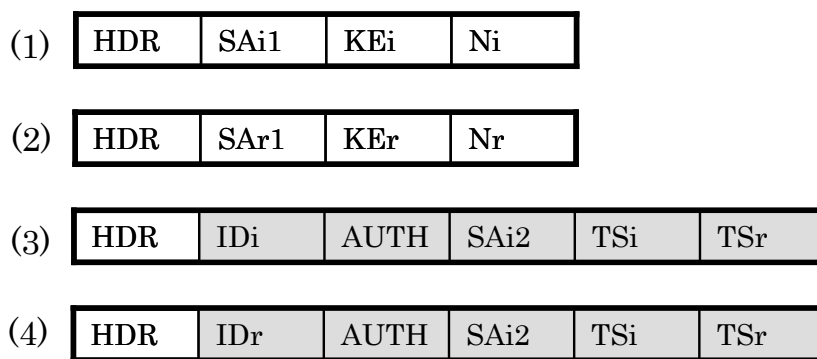 (1) HDR SAi1 KEi Ni
(2) HDR SAr1 KEr Nr
(3) HDR IDi AUTH SAi2 TSi TSr
(4) HDR IDr AUTH SAi2 TSi TSr